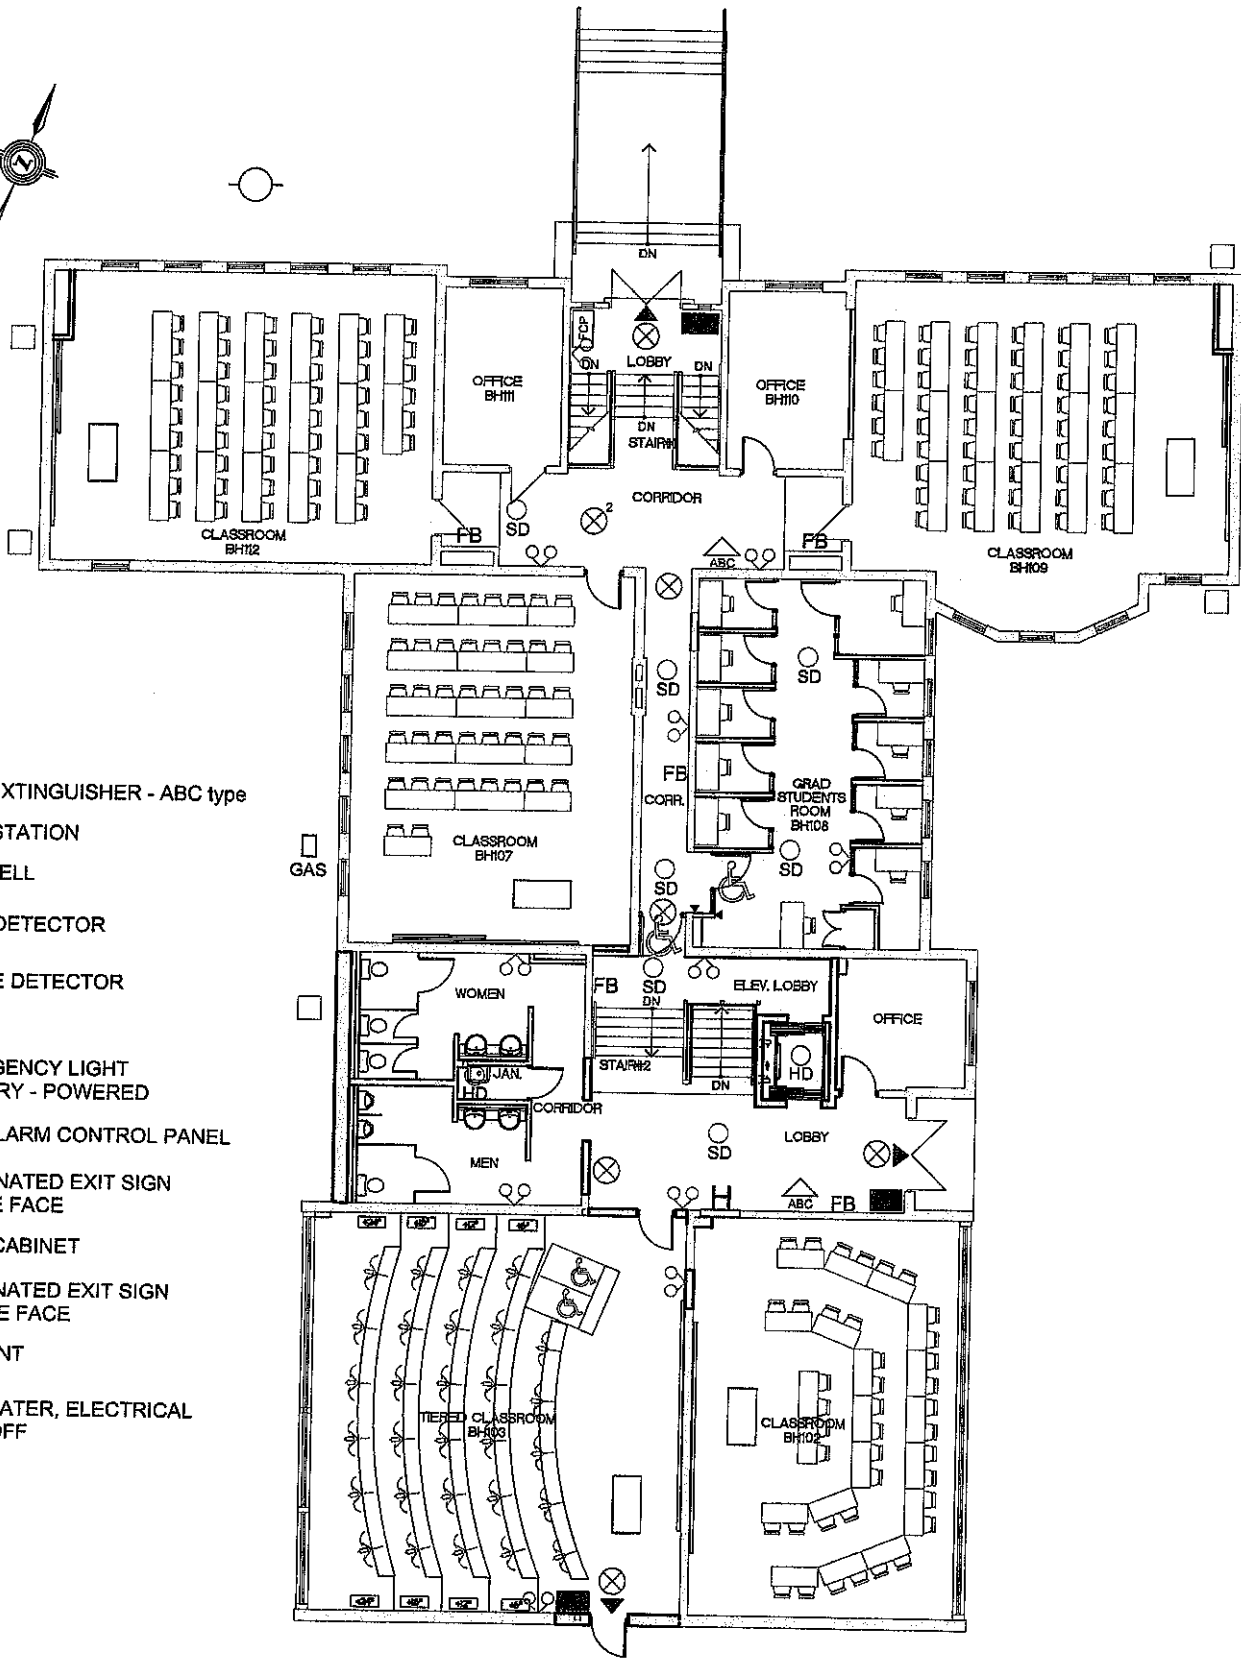 N
DN
FCP
LOBBY
DN
DN
OFFICE
BH111
OFFICE
BH110
DN
CORRIDOR
2
SD
FB
FB
CLASSROOM
BH112
CLASSROOM
BH109
ABC
SD
SD
FB
CORR.
GRAD
STUDENTS
ROOM
BH108
CLASSROOM
BH107
SD
SD
GAS
XTINGUISHER - ABC type
STATION
ELL
DETECTOR
E DETECTOR
GENCY LIGHT
RY - POWERED
LARM CONTROL PANEL
NATED EXIT SIGN
E FACE
CABINET
NATED EXIT SIGN
E FACE
NT
ATER, ELECTRICAL
OFF
WOMEN
FB
SD
DN
ELEV. LOBBY
OFFICE
STAIR#2
DN
HD
JAN.
HD
CORRIDOR
LOBBY
MEN
SD
ABC
FB
TIERED CLASSROOM
BH103
CLASSROOM
BH102